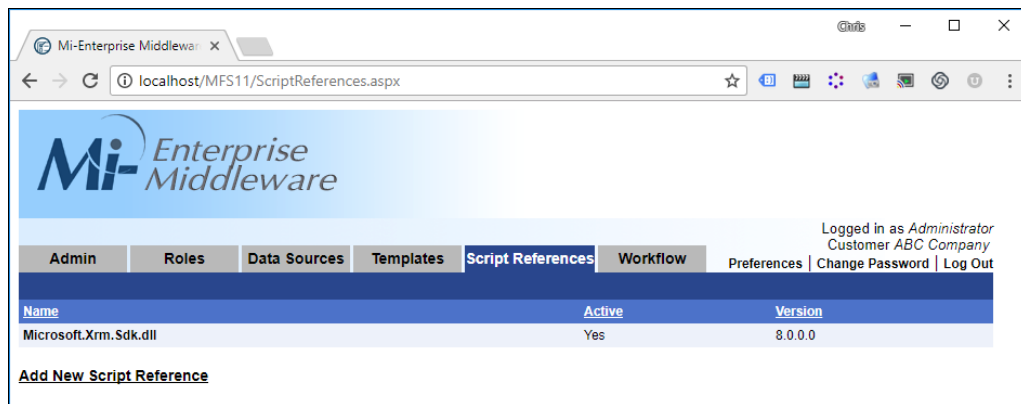 Chris
Mi-Enterprise Middlewar
localhost/MFS11/ScriptReferences.aspx
Mi- Enterprise
Middleware
Logged in as Administrator
Customer ABC Company
Admin Roles Data Sources Templates Script References Workflow Preferences | Change Password | Log Out
Name Active Version
Microsoft.Xrm.Sdk.dll Yes 8.0.0.0
Add New Script Reference